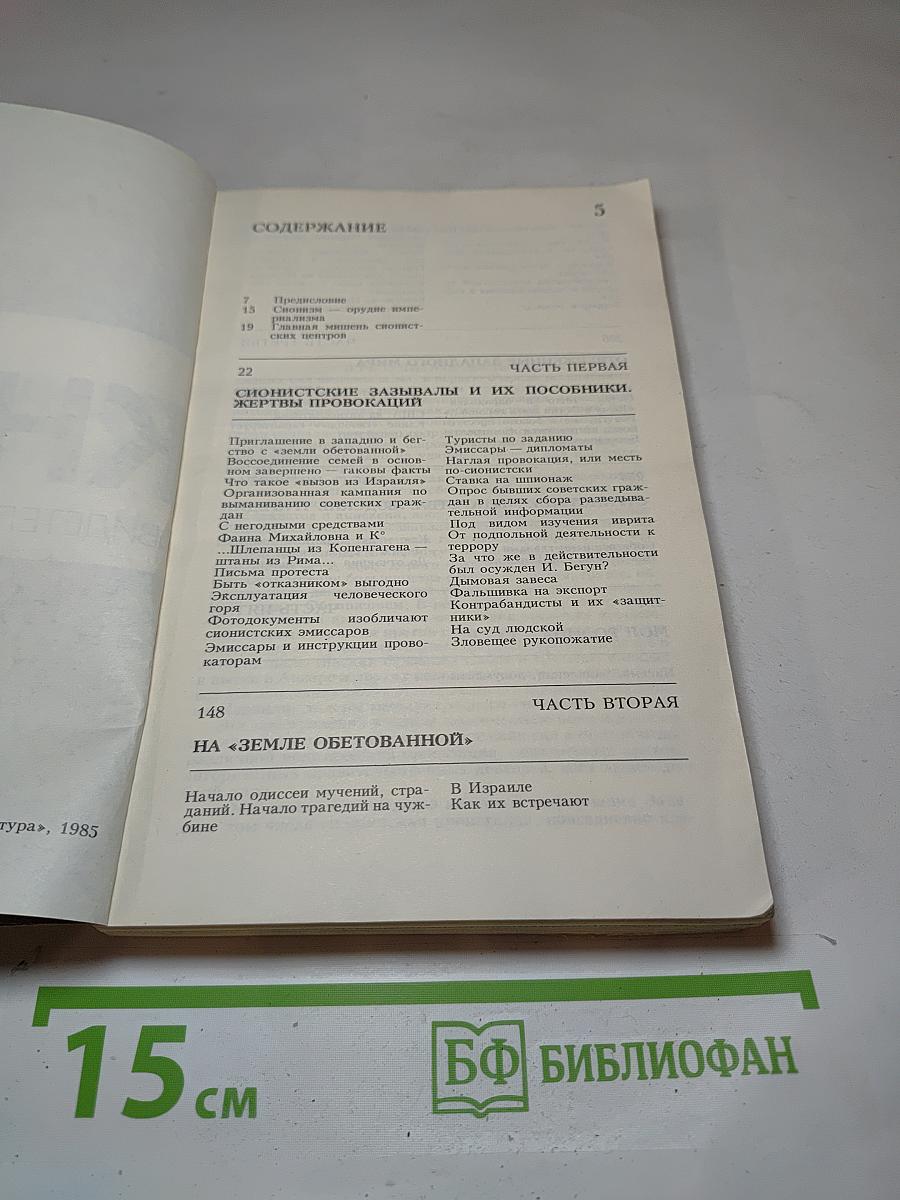 5
СОДЕРЖАНИЕ
7 Предисловие
15 Сионизм — орудие импе-
риализма
19 Главная мишень сионист-
ских центров
22 ЧАСТЬ ПЕРВАЯ
СИОНИСТСКИЕ ЗАЗЫВАЛЫ И ИХ ПОСОБНИКИ.
ЖЕРТВЫ ПРОВОКАЦИЙ
Приглашение в западню и бег-
ство с «земли обетованной»
Воссоединение семей в основ-
ном завершено — таковы факты
Что такое «вызов из Израиля»
Организованная кампания по
выманиванию советских граж-
дан
С негодными средствами
Фаина Михайловна и К°
...Шлепанцы из Копенгагена —
штаны из Рима...
Письма протеста
Быть «отказником» выгодно
Эксплуатация человеческого
горя
Фотодокументы изобличают
сионистских эмиссаров
Эмиссары и инструкции прово-
каторам
Туристы по заданию
Эмиссары — дипломаты
Наглая провокация, или месть
по-сионистски
Ставка на шпионаж
Опрос бывших советских граж-
дан в целях сбора разведыва-
тельной информации
Под видом изучения иврита
От подпольной деятельности к
террору
За что же в действительности
был осужден И. Бегун?
Дымовая завеса
Фальшивка на экспорт
Контрабандисты и их «защит-
ники»
На суд людской
Зловещее рукопожатие
148 ЧАСТЬ ВТОРАЯ
НА «ЗЕМЛЕ ОБЕТОВАННОЙ»
Начало одиссеи мучений, стра-
даний. Начало трагедий на чуж-
бине
В Израиле
Как их встречают
тура», 1985
15 см
БФ БИБЛИОФАН